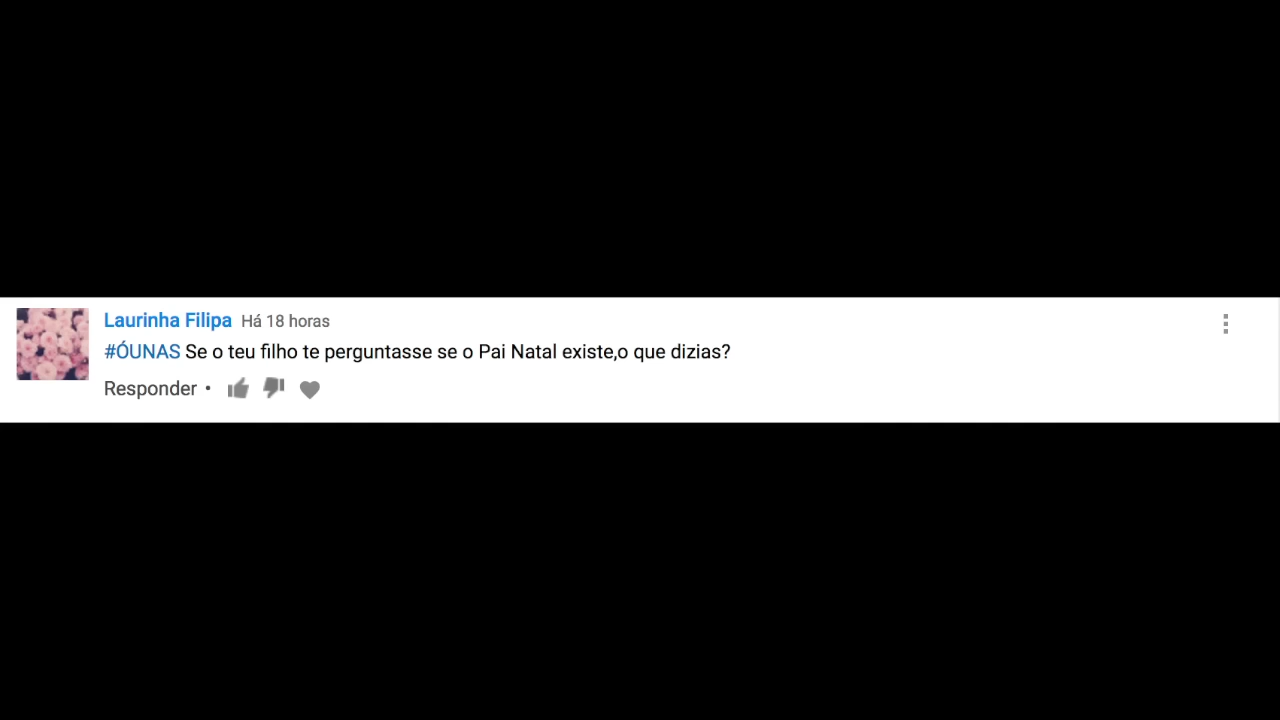 Laurinha Filipa Há 18 horas
#ÓUNAS Se o teu filho te perguntasse se o Pai Natal existe,o que dizias?
Responder •